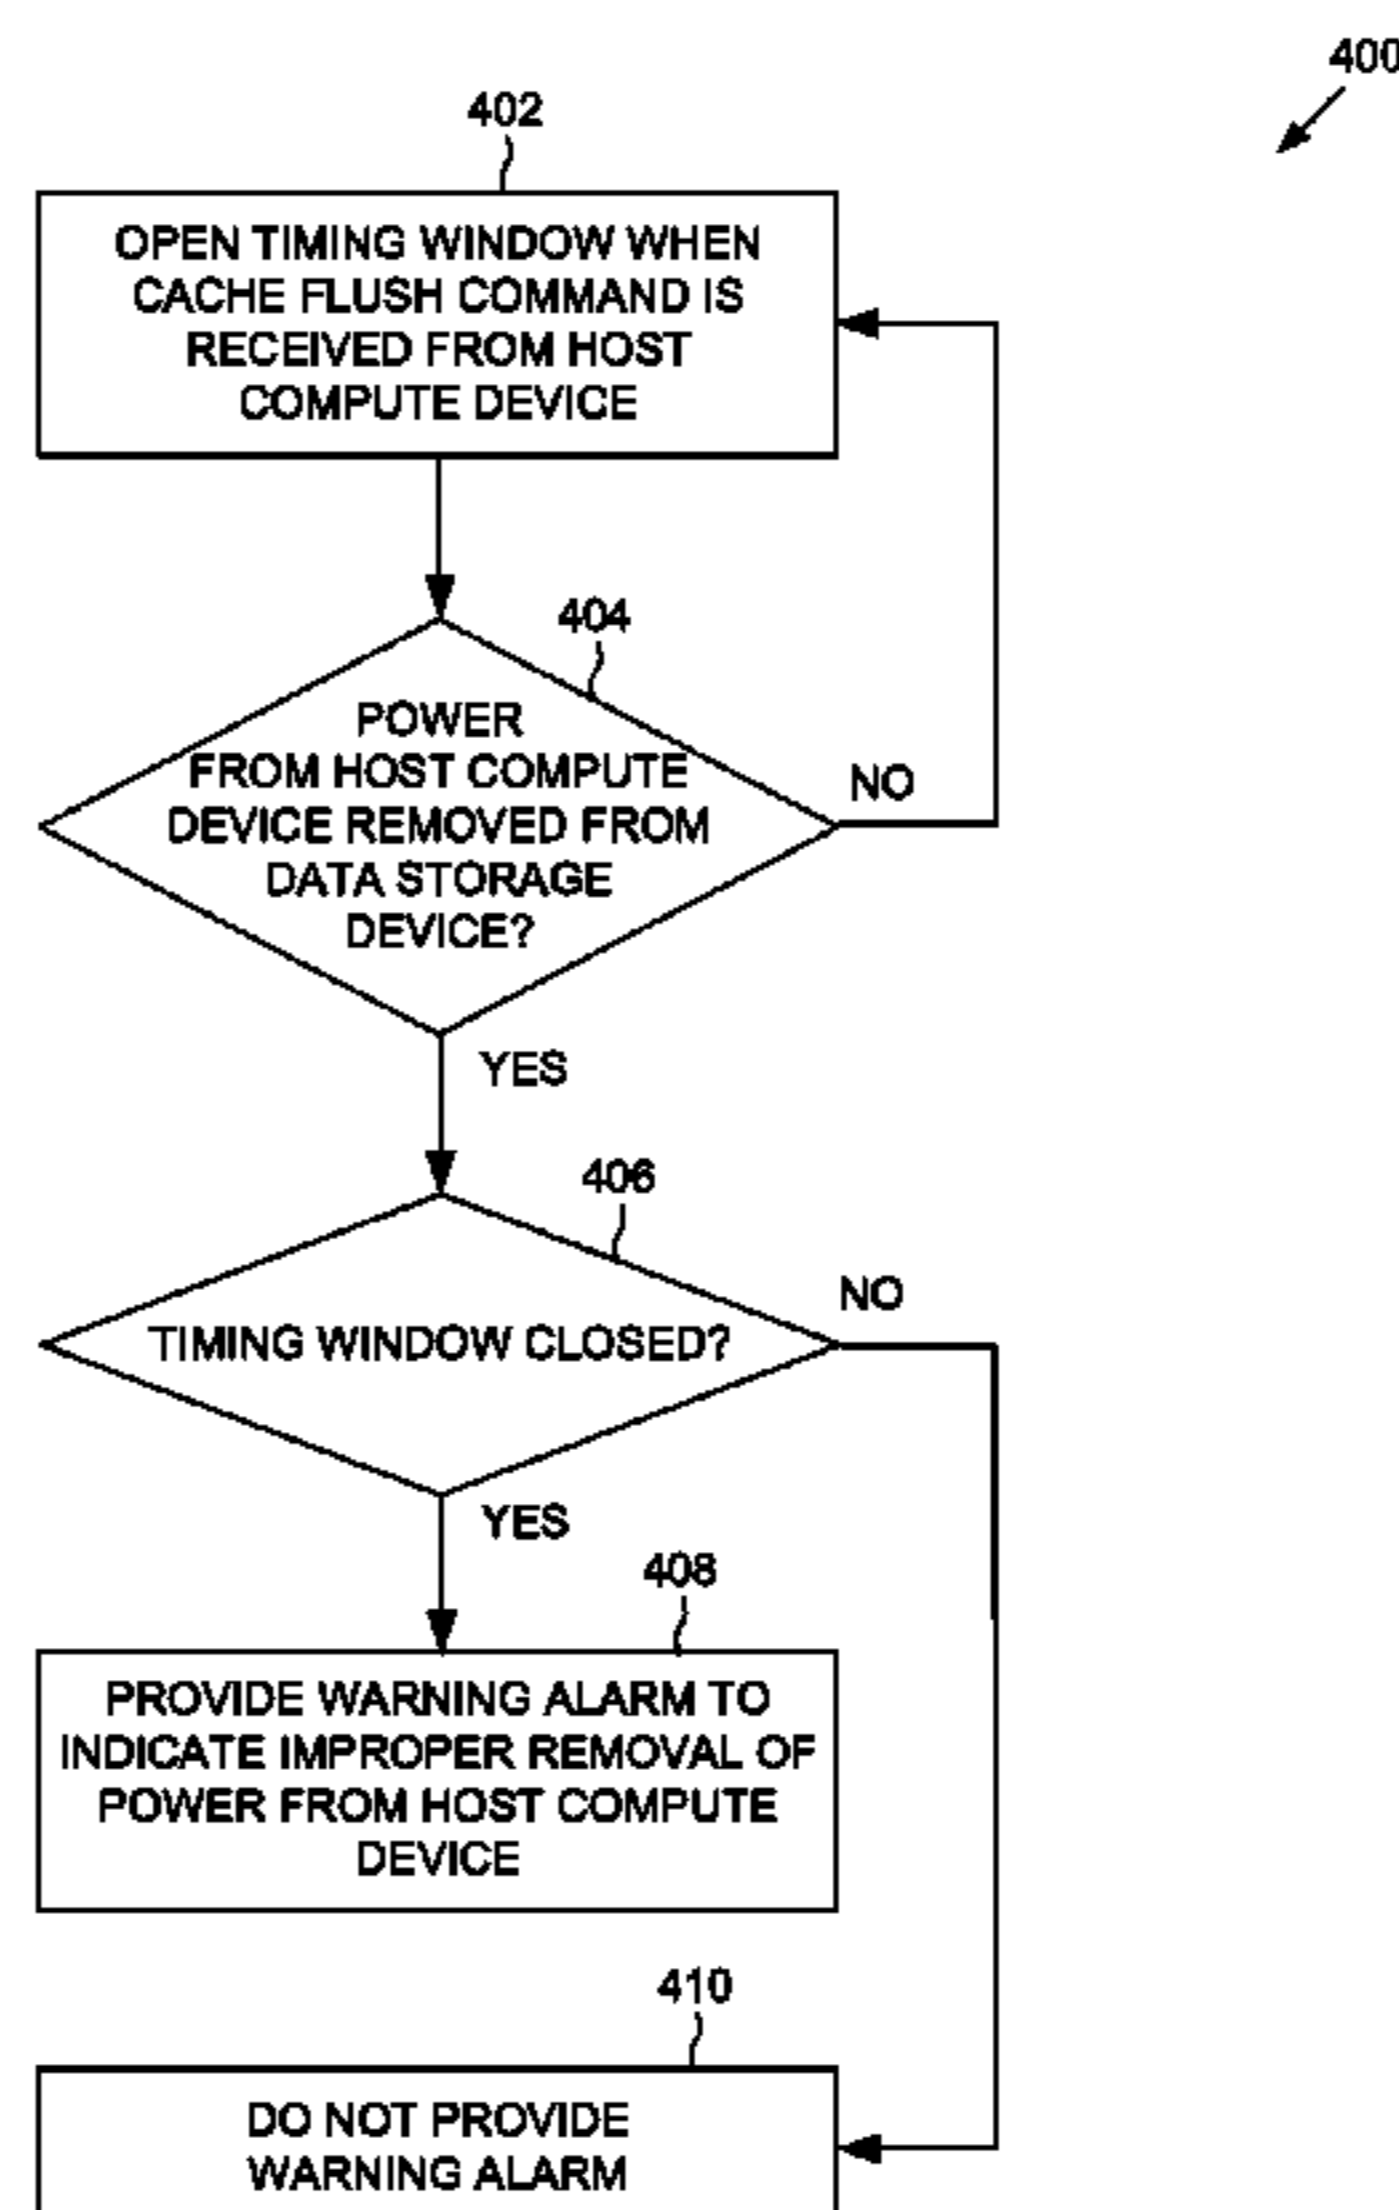 400
402
OPEN TIMING WINDOW WHEN
CACHE FLUSH COMMAND IS
RECEIVED FROM HOST
COMPUTE DEVICE
404
POWER
FROM HOST COMPUTE
DEVICE REMOVED FROM
DATA STORAGE
DEVICE?
NO
YES
406
TIMING WINDOW CLOSED?
NO
YES
408
PROVIDE WARNING ALARM TO
INDICATE IMPROPER REMOVAL OF
POWER FROM HOST COMPUTE
DEVICE
410
DO NOT PROVIDE
WARNING ALARM